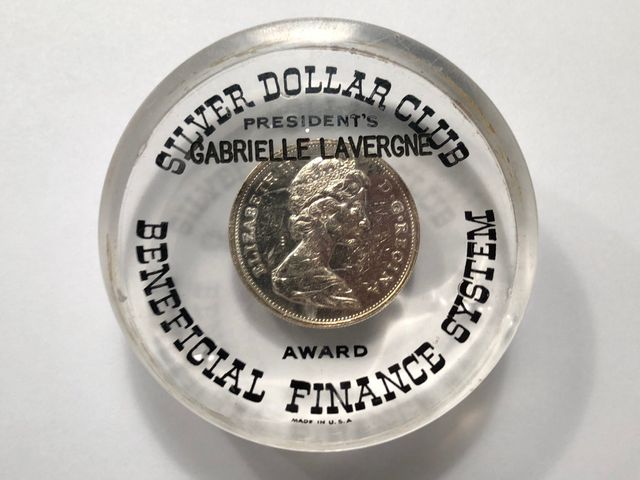 SILVER DOLLAR CLUB
PRESIDENT'S
GABRIELLE LAVERGNE
ELIZABETH II D·G·REGINA
AWARD
BENEFICIAL FINANCE SYSTEM
MADE IN U.S.A